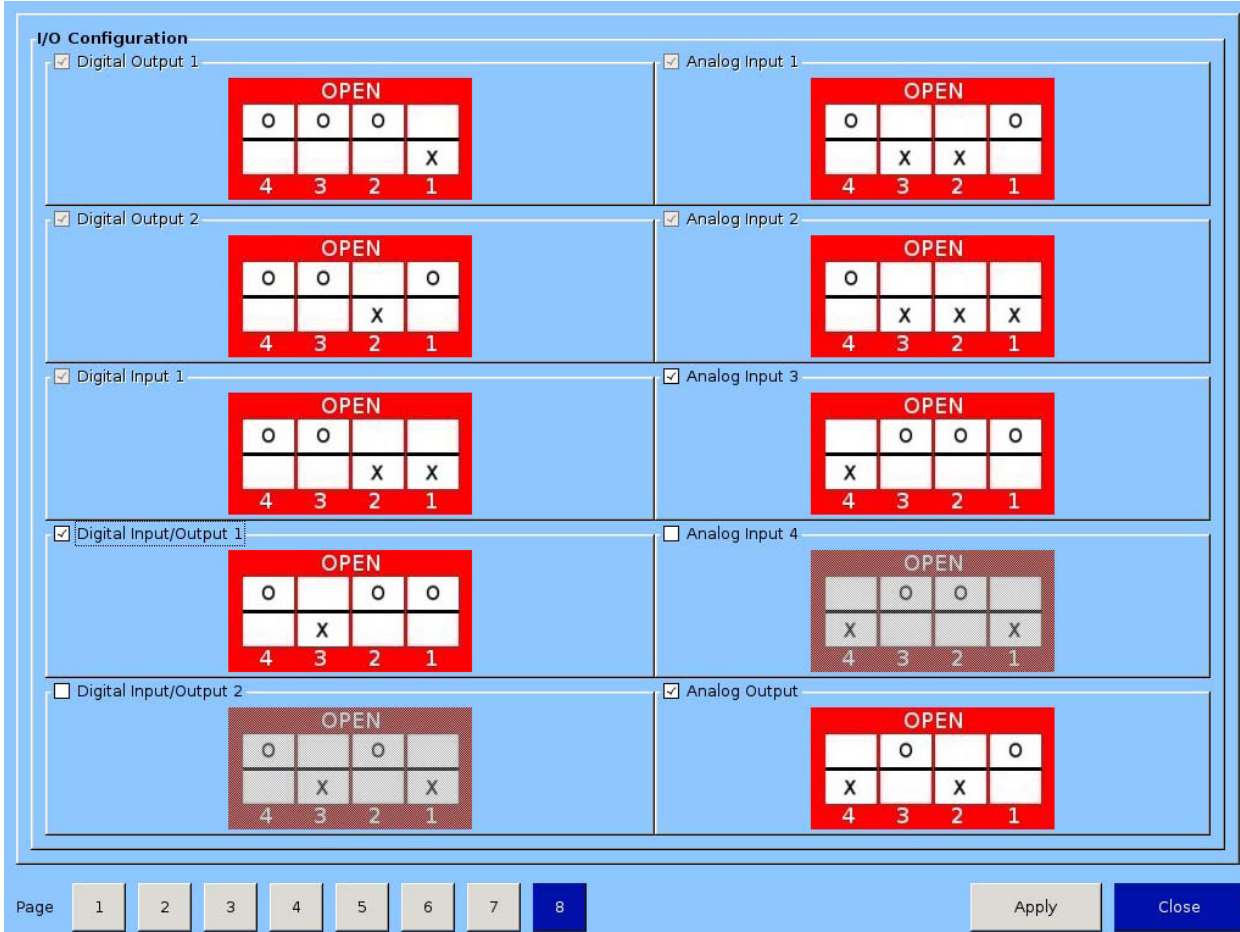 I/O Configuration
Digital Output 1
OPEN
O O O
X
4 3 2 1
Analog Input 1
OPEN
O O
X X
4 3 2 1
Digital Output 2
OPEN
O O O
X
4 3 2 1
Analog Input 2
OPEN
O
X X X
4 3 2 1
Digital Input 1
OPEN
O O
X X
4 3 2 1
Analog Input 3
OPEN
O O O
X
4 3 2 1
Digital Input/Output 1
OPEN
O O O
X
4 3 2 1
Analog Input 4
OPEN
O O
X X
4 3 2 1
Digital Input/Output 2
OPEN
O O
X X
4 3 2 1
Analog Output
OPEN
O O
X X
4 3 2 1
Page 1 2 3 4 5 6 7 8 Apply Close